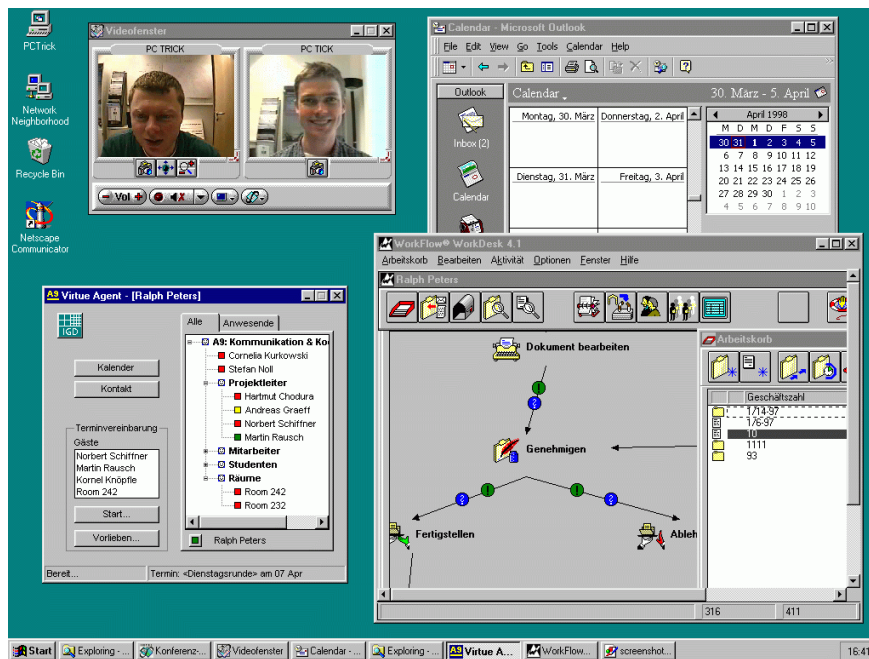 PCTrick
Network
Neighborhood
Recycle Bin
Netscape
Communicator
Videofenster
PC TRICK
PC TICK
Vol
Calendar - Microsoft Outlook
File Edit View Go Tools Calendar Help
Outlook
Inbox (2)
Calendar
Calendar
30. März - 5. April
Montag, 30. März
Donnerstag, 2. April
Dienstag, 31. März
Freitag, 3. April
April 1998
M D M D F S S
30 31 1 2 3 4 5
6 7 8 9 10 11 12
13 14 15 16 17 18 19
20 21 22 23 24 25 26
27 28 29 30 1 2 3
4 5 6 7 8 9 10
WorkFlow® WorkDesk 4.1
Arbeitskorb Bearbeiten Aktivität Optionen Fenster Hilfe
Ralph Peters
Dokument bearbeiten
Genehmigen
Fertigstellen
Ableh
Arbeitskorb
Geschäftszahl
1/14-97
1/6-97
10
1111
93
316
411
Virtue Agent - [Ralph Peters]
IGD
Kalender
Kontakt
Terminvereinbarung
Gäste
Norbert Schiffner
Martin Rausch
Kornel Knöpfle
Room 242
Start...
Vorlieben...
Alle
Anwesende
A9: Kommunikation & Ko
Cornelia Kurkowski
Stefan Noll
Projektleiter
Hartmut Chodura
Andreas Graeff
Norbert Schiffner
Martin Rausch
Mitarbeiter
Studenten
Räume
Room 242
Room 232
Ralph Peters
Bereit...
Termin: <Dienstagsrunde> am 07 Apr
Start
Exploring - ...
Konferenz-...
Videofenster
Calendar - ...
Exploring - ...
Virtue A...
WorkFlow...
screenshot...
16:41